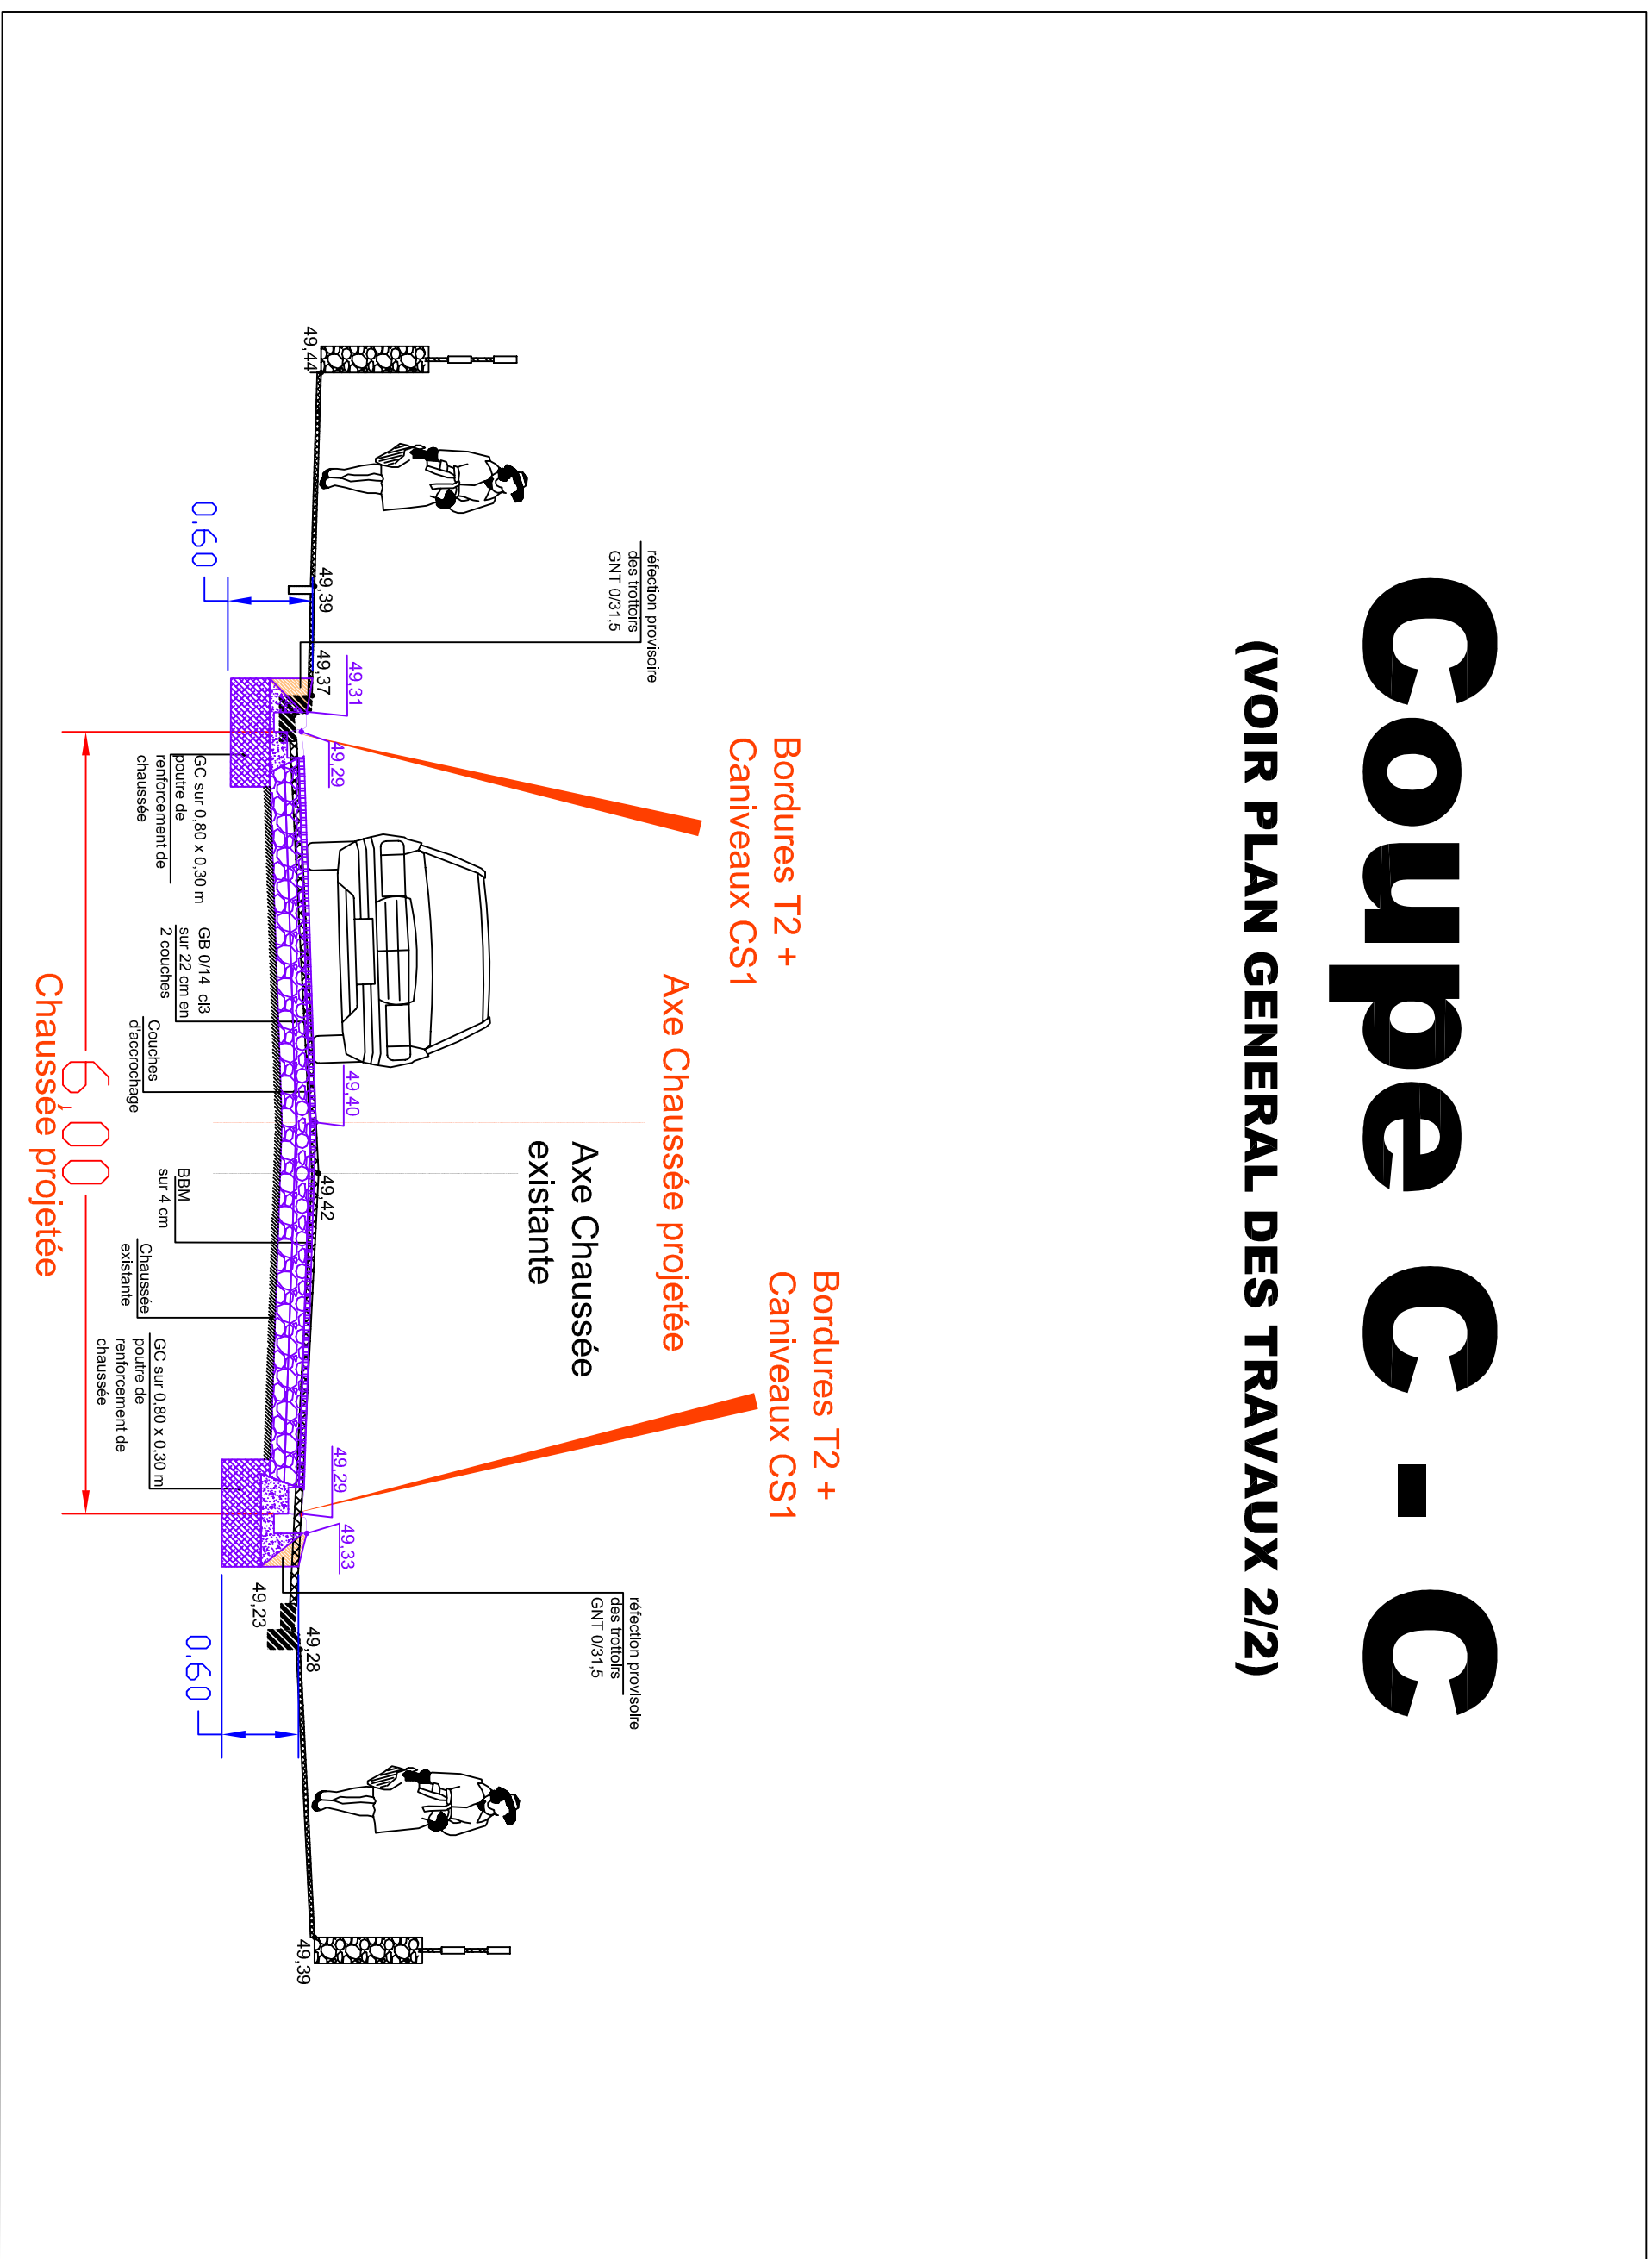 Coupe C - C
(VOIR PLAN GENERAL DES TRAVAUX 2/2)
Bordures T2 +
Caniveaux CS1
Bordures T2 +
Caniveaux CS1
Axe Chaussée projetée
Axe Chaussée
existante
réfection provisoire
des trottoirs
GNT 0/31,5
réfection provisoire
des trottoirs
GNT 0/31,5
49,44
49,39
49,37
49,31
49,29
49,40
49,42
49,29
49,33
49,23
49,28
49,39
0,60
0,60
GC sur 0,80 x 0,30 m
poutre de
renforcement de
chaussée
GB 0/14 cl3
sur 22 cm en
2 couches
Couches
d'accrochage
BBM
sur 4 cm
Chaussée
existante
GC sur 0,80 x 0,30 m
poutre de
renforcement de
chaussée
6,00
Chaussée projetée